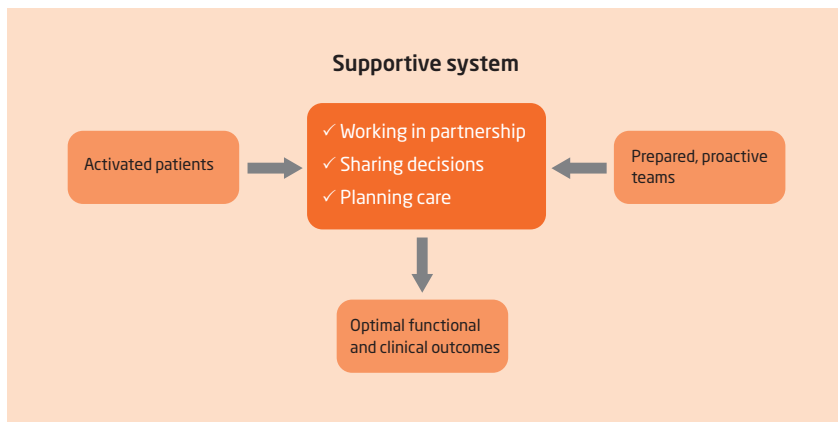 Supportive system
Activated patients
✓ Working in partnership
✓ Sharing decisions
✓ Planning care
Prepared, proactive
teams
Optimal functional
and clinical outcomes